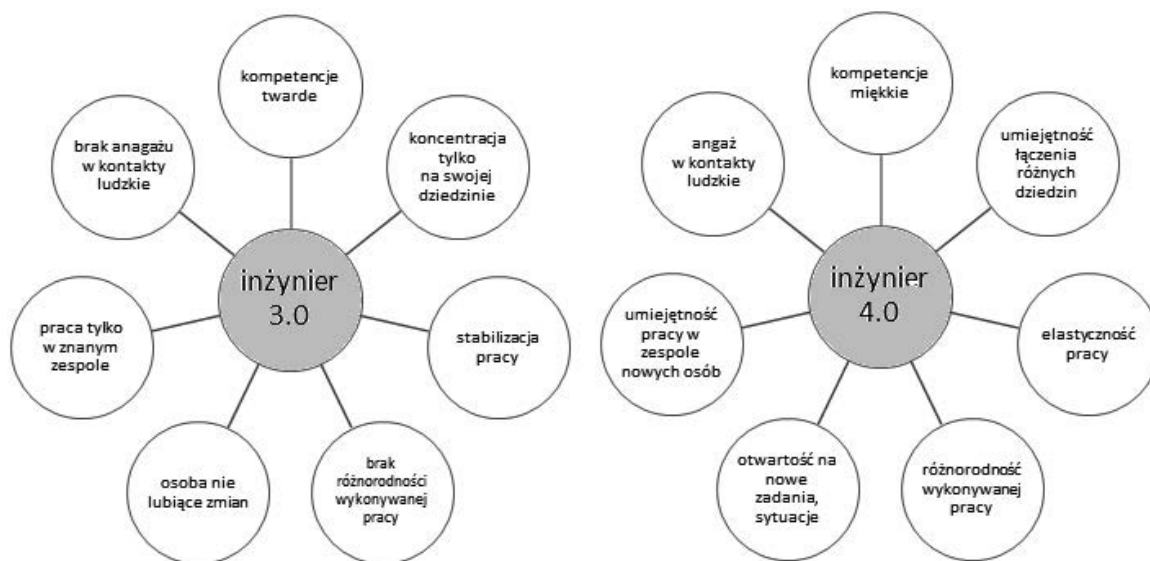 inżynier
3.0
kompetencje
twarde
koncentracja
tylko
na swojej
dziedzinie
stabilizacja
pracy
brak
różnorodności
wykonywanej
pracy
osoba nie
lubiące zmian
praca tylko
w znanym
zespole
brak anagażu
w kontakty
ludzkie
inżynier
4.0
kompetencje
miękkie
umiejętność
łączenia
różnych
dziedzin
elastyczność
pracy
różnorodność
wykonywanej
pracy
otwartość na
nowe
zadania,
sytuacje
umiejętność
pracy w
zespole
nowych osób
angaż
w kontakty
ludzkie